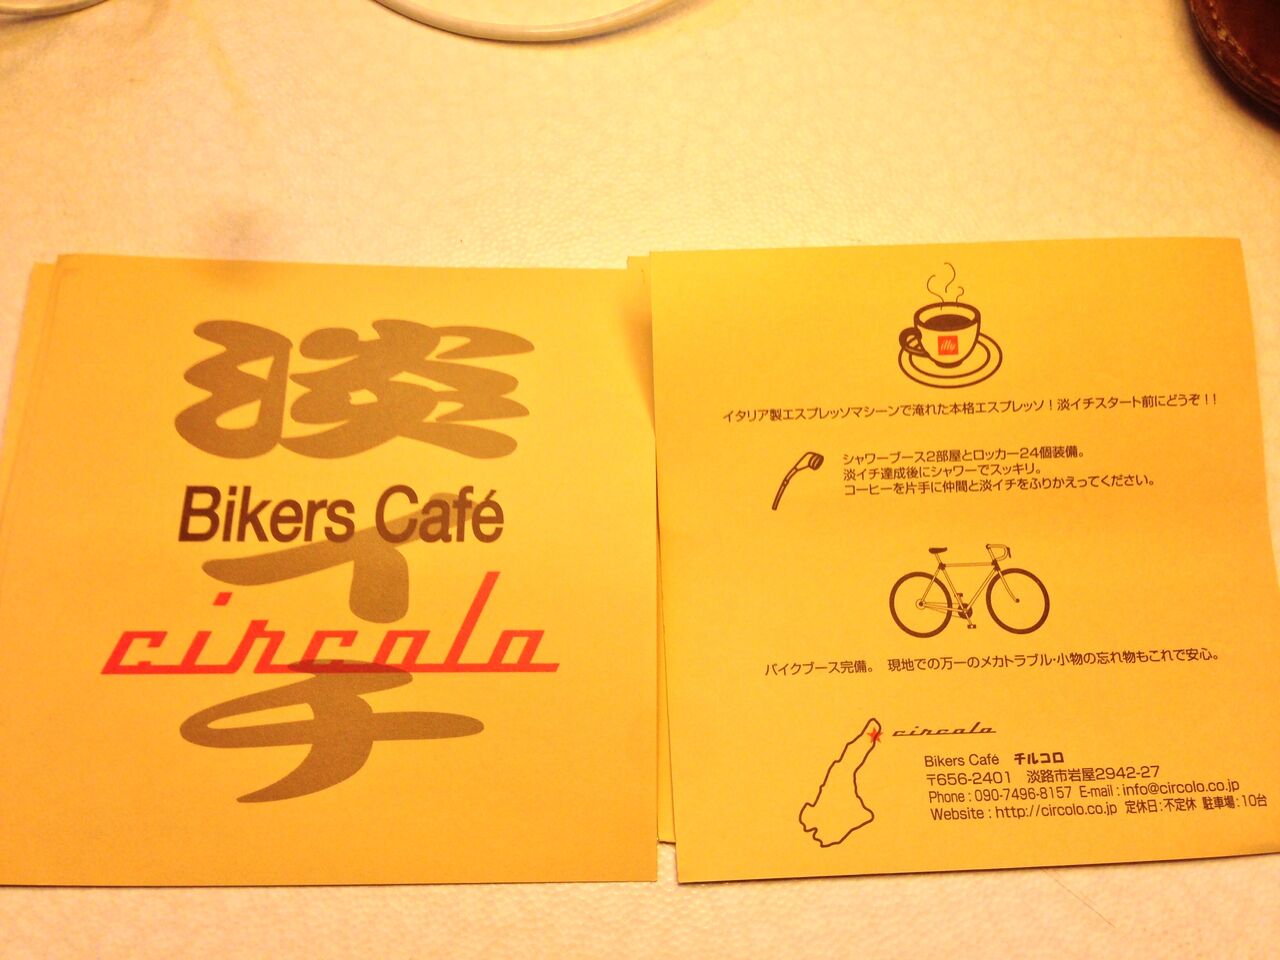 淡イチ
Bikers Café
circolo
illy
イタリア製エスプレッソマシーンで淹れた本格エスプレッソ！淡イチスタート前にどうぞ！！
シャワーブース2部屋とロッカー24個装備。
淡イチ達成後にシャワーでスッキリ。
コーヒーを片手に仲間と淡イチをふりかえってください。
バイクブース完備。 現地での万一のメカトラブル・小物の忘れ物もこれで安心。
circolo
Bikers Café チルコロ
〒656-2401 淡路市岩屋2942-27
Phone : 090-7496-8157 E-mail : info@circolo.co.jp
Website : http://circolo.co.jp 定休日：不定休 駐車場：10台